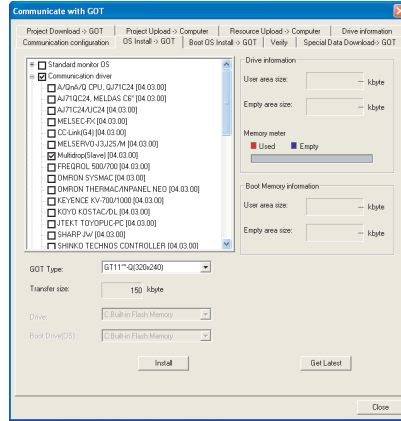 Communicate with GOT
Project Download -> GOT
Project Upload -> Computer
Resource Upload -> Computer
Drive information
Communication configuration
OS Install -> GOT
Boot OS Install -> GOT
Verify
Special Data Download-> GOT
Standard monitor OS
Communication driver
A/QnA/Q CPU, QJ71C24 [04.03.00]
AJ71QC24, MELDAS C6* [04.03.00]
AJ71C24/UC24 [04.03.00]
MELSEC-FX [04.03.00]
CC-Link(G4) [04.03.00]
MELSERVO-J3,J2S/M [04.03.00]
Multidrop(Slave) [04.03.00]
FREQROL 500/700 [04.03.00]
OMRON SYSMAC [04.03.00]
OMRON THERMAC/INPANEL NEO [04.03.00]
KEYENCE KV-700/1000 [04.03.00]
KOYO KOSTAC/DL [04.03.00]
JTEKT TOYOPUC-PC [04.03.00]
SHARP JW [04.03.00]
SHINKO TECHNOS CONTROLLER [04.03.00]
Drive information
User area size: -- kbyte
Empty area size: -- kbyte
Memory meter
Used Empty
Boot Memory information
User area size: -- kbyte
Empty area size: -- kbyte
GOT Type: GT11**-Q(320x240)
Transfer size: 150 kbyte
Drive: C:Built-in Flash Memory
Boot Drive(OS): C:Built-in Flash Memory
Install
Get Latest
Close